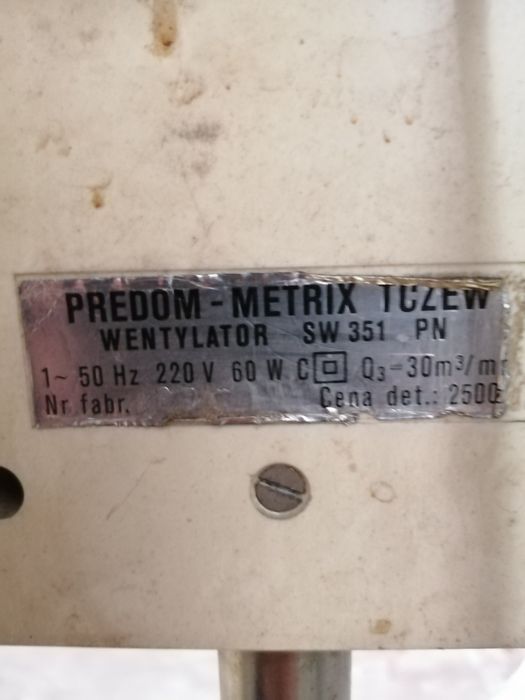 PREDOM - METRIX TCZEW
WENTYLATOR SW 351 PN
1~ 50 Hz 220 V 60 W C Q3=30m³/m
Nr fabr. Cena det.: 2500